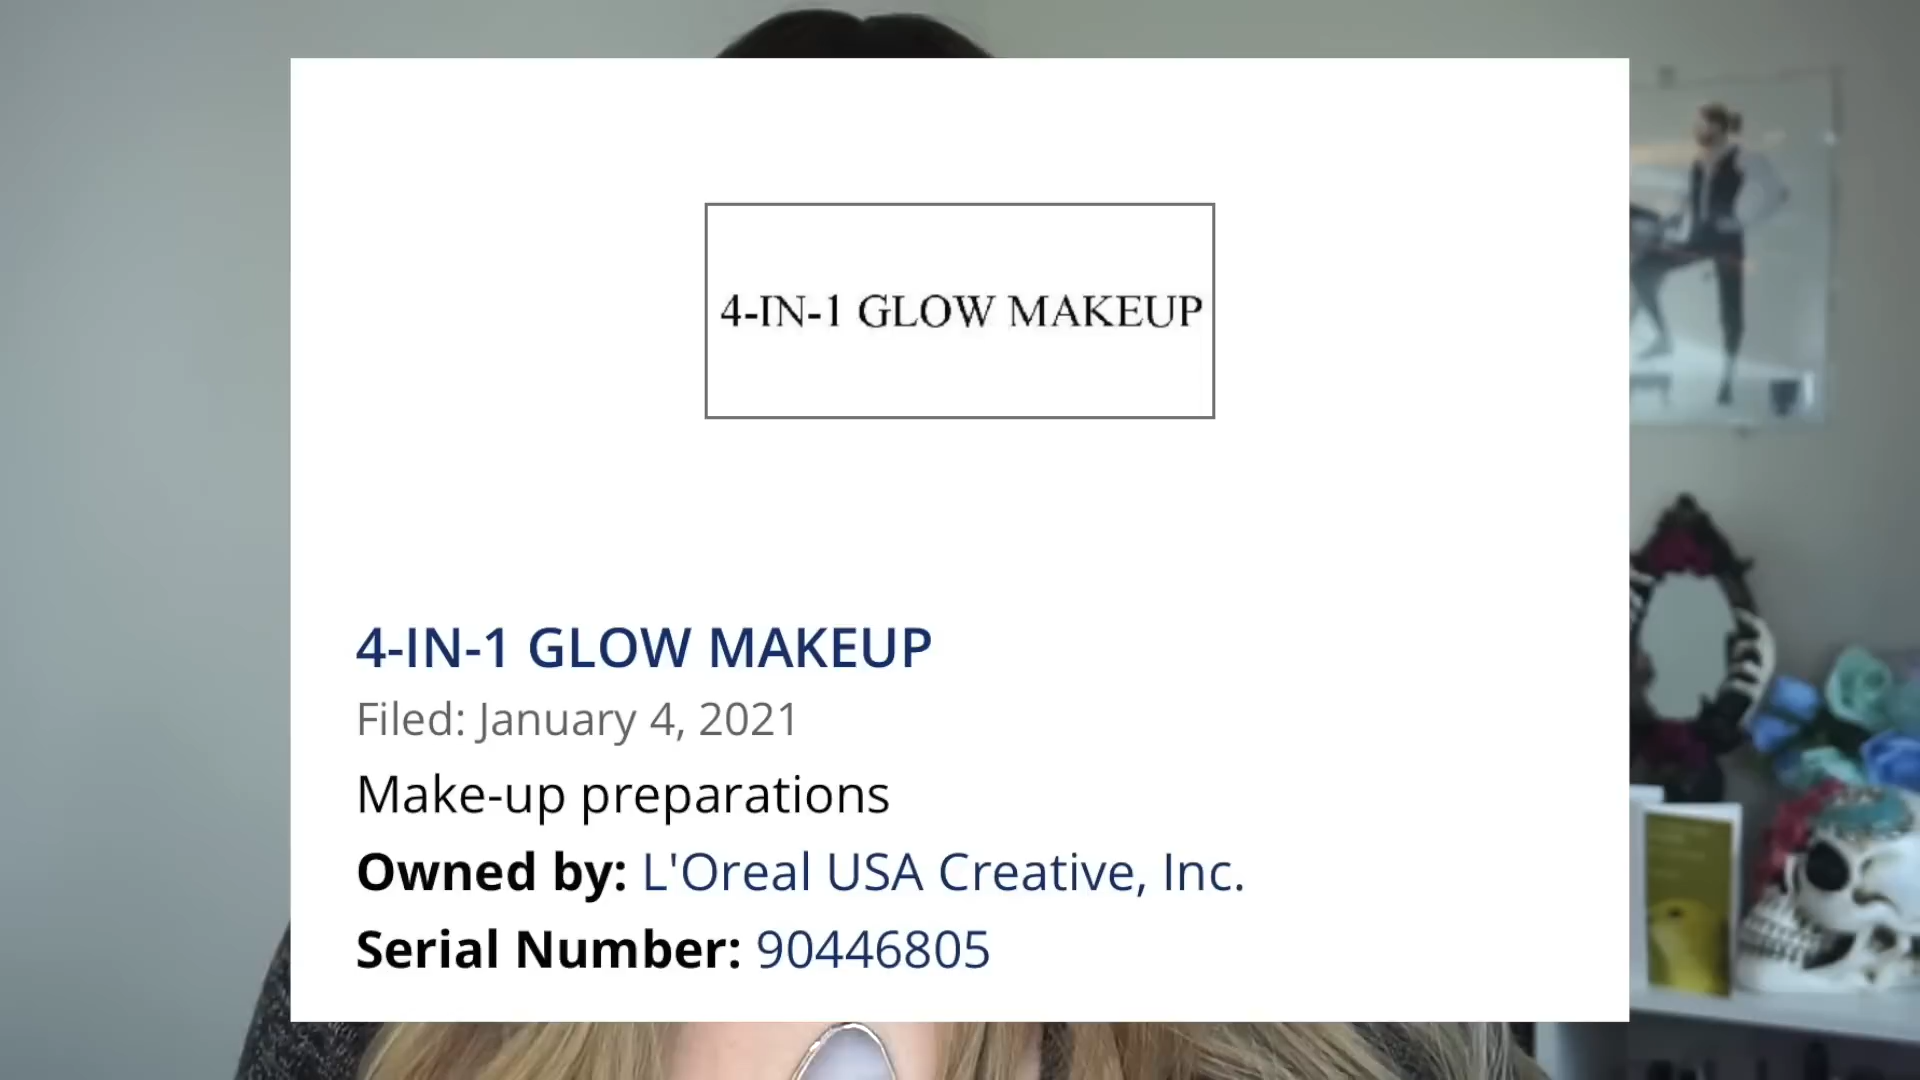 4-IN-1 GLOW MAKEUP
4-IN-1 GLOW MAKEUP
Filed: January 4, 2021
Make-up preparations
Owned by: L'Oreal USA Creative, Inc.
Serial Number: 90446805